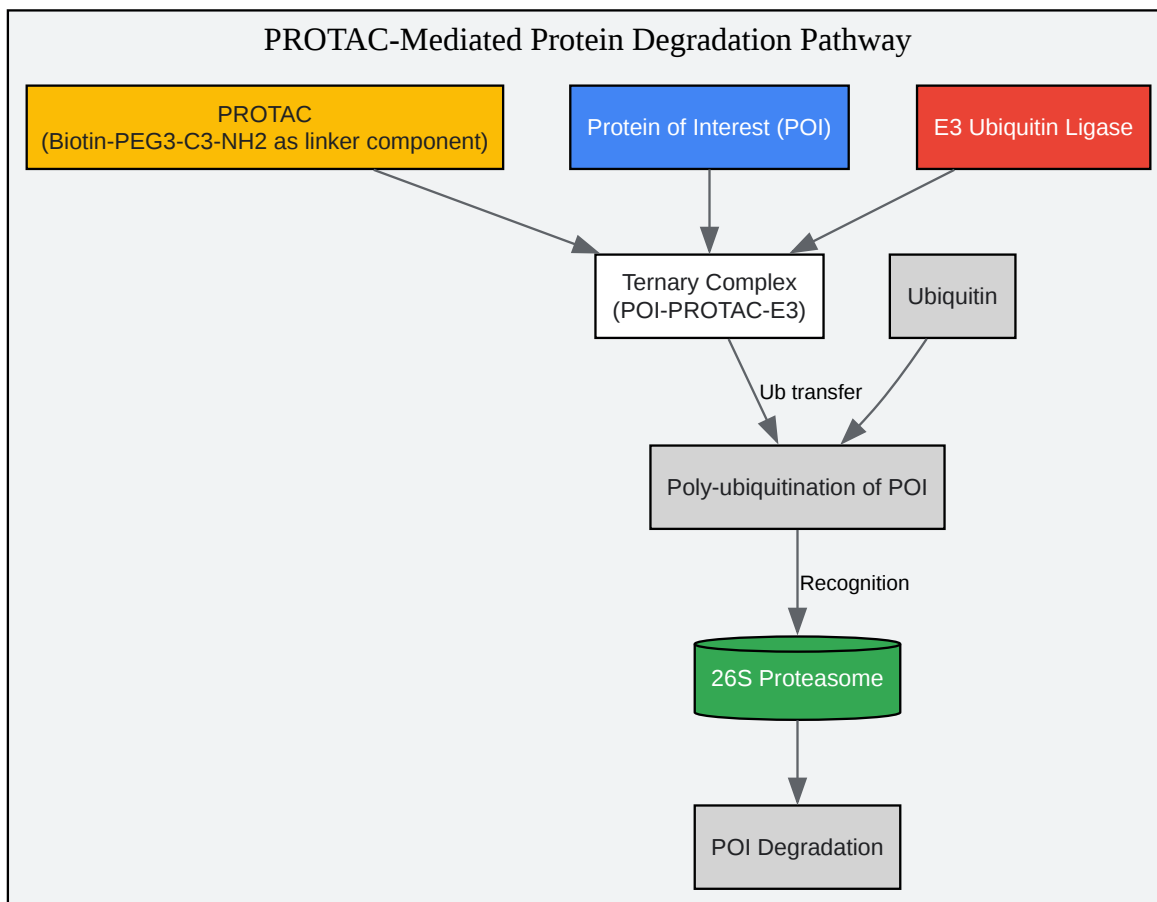 PROTAC-Mediated Protein Degradation Pathway
PROTAC
(Biotin-PEG3-C3-NH2 as linker component)
Protein of Interest (POI)
E3 Ubiquitin Ligase
Ternary Complex
(POI-PROTAC-E3)
Ubiquitin
Ub transfer
Poly-ubiquitination of POI
Recognition
26S Proteasome
POI Degradation